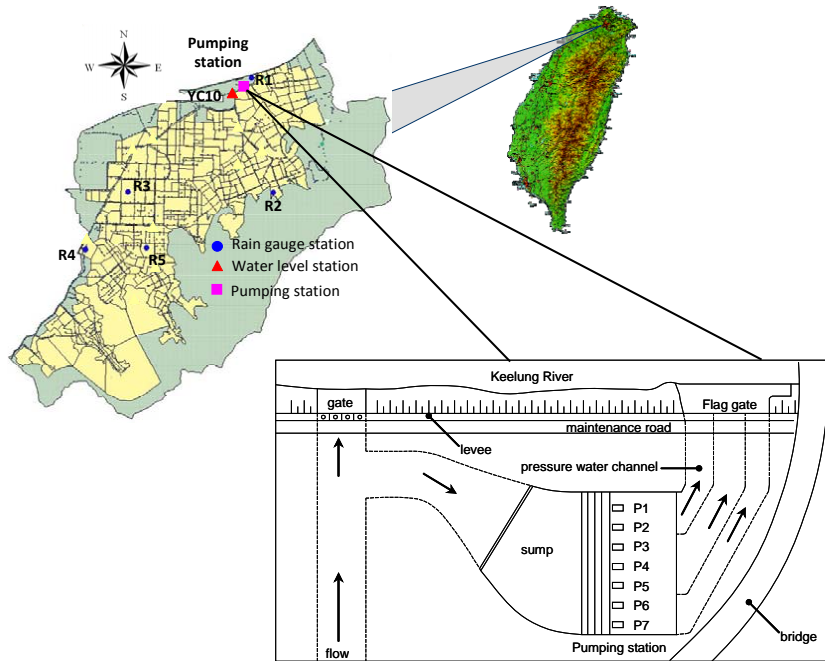 N
W E
S
Pumping
station
R1
YC10
R3
R2
R4
R5
Rain gauge station
Water level station
Pumping station
Keelung River
gate
Flag gate
maintenance road
levee
pressure water channel
P1
P2
P3
P4
P5
P6
P7
sump
Pumping station
bridge
flow